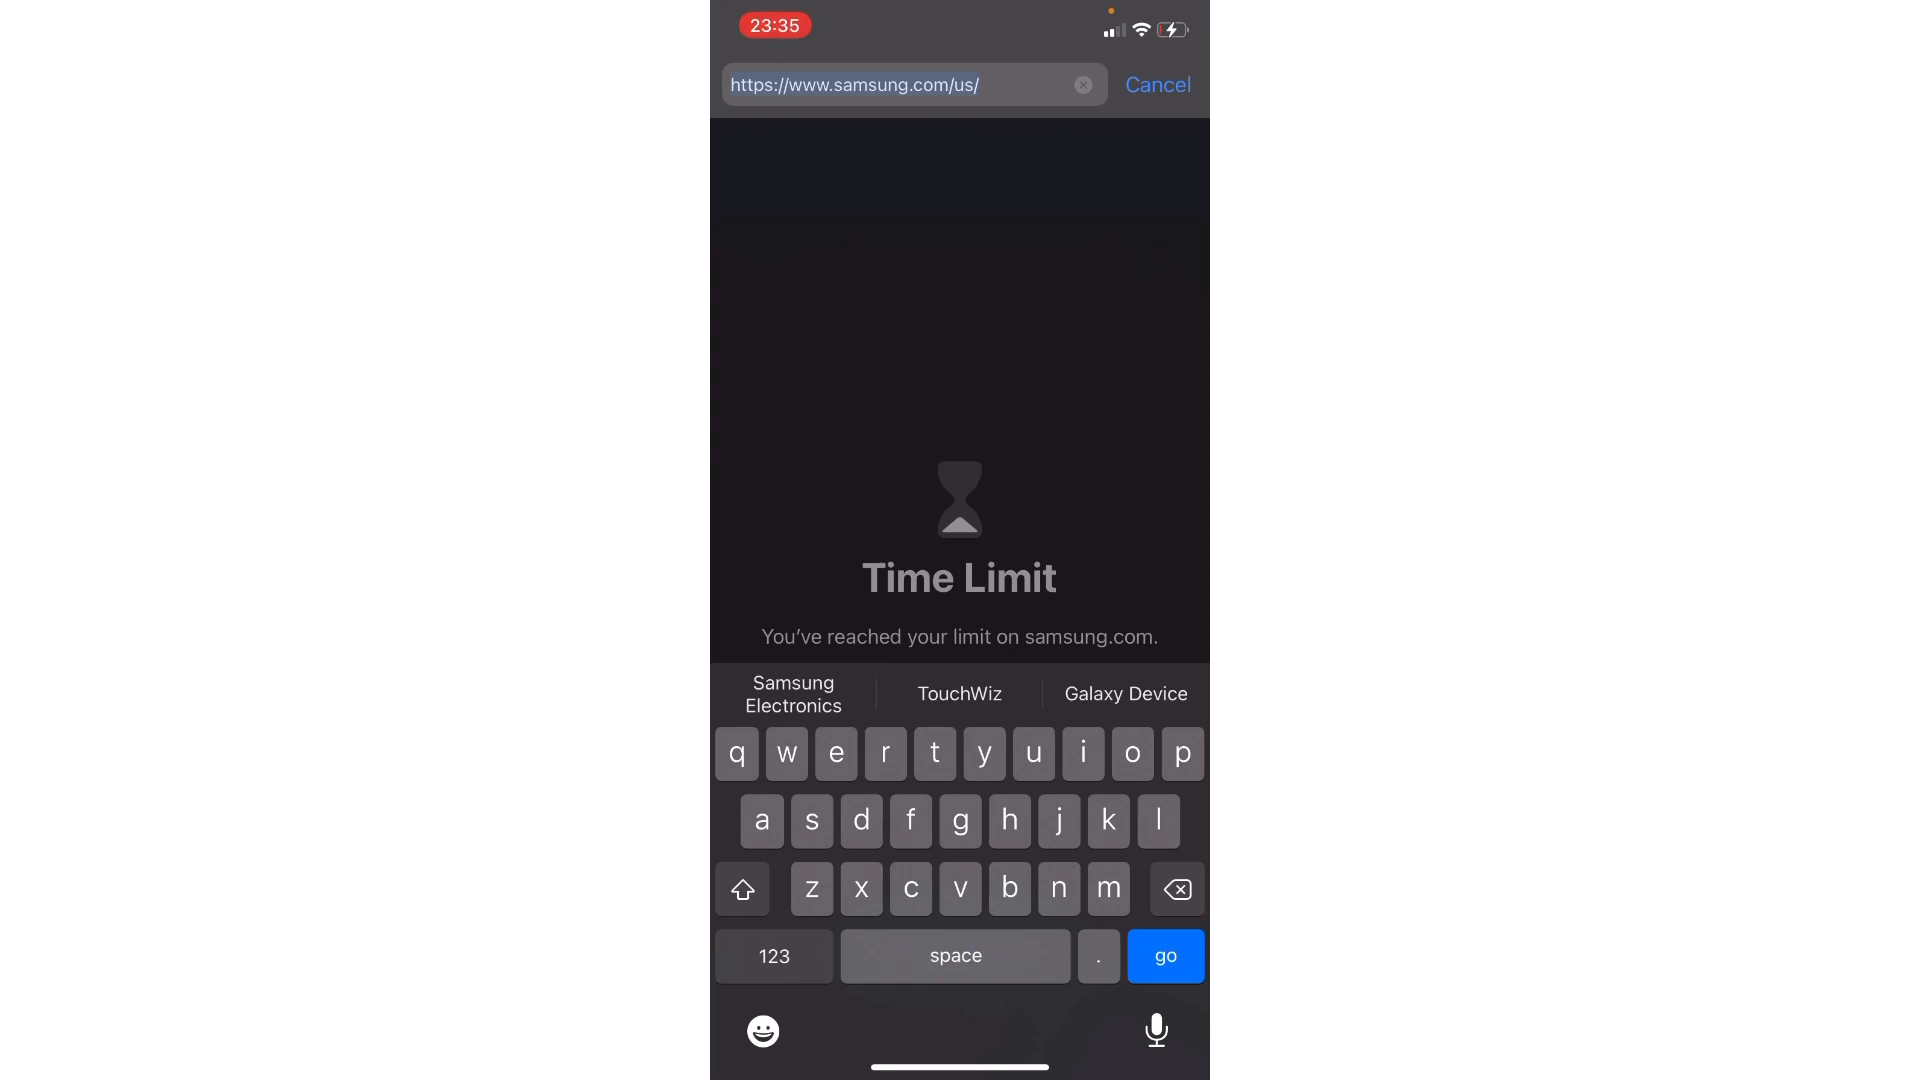 23:35
https://www.samsung.com/us/
Cancel
Time Limit
You've reached your limit on samsung.com.
Samsung
Electronics
TouchWiz
Galaxy Device
q w e r t y u i o p
a s d f g h j k l
z x c v b n m
123
space
.
go